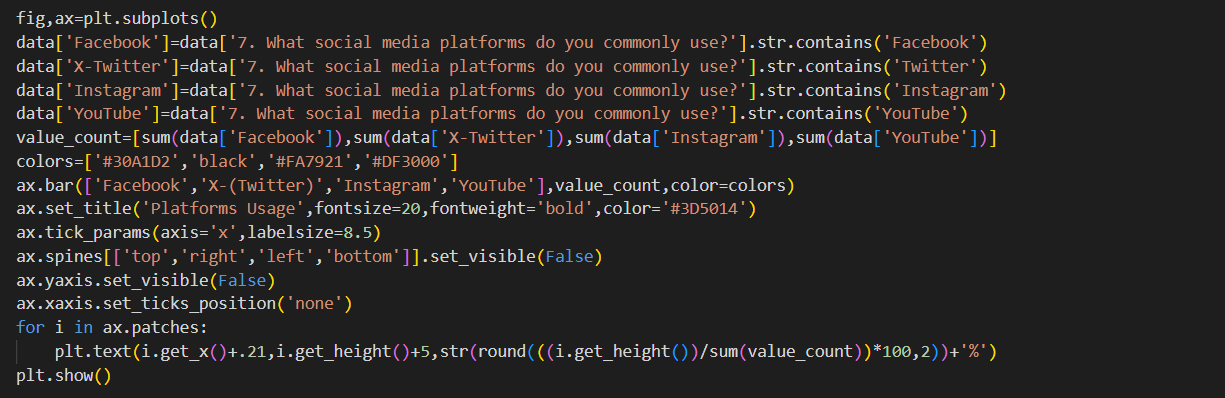 fig,ax=plt.subplots()
data['Facebook']=data['7. What social media platforms do you commonly use?'].str.contains('Facebook')
data['X-Twitter']=data['7. What social media platforms do you commonly use?'].str.contains('Twitter')
data['Instagram']=data['7. What social media platforms do you commonly use?'].str.contains('Instagram')
data['YouTube']=data['7. What social media platforms do you commonly use?'].str.contains('YouTube')
value_count=[sum(data['Facebook']),sum(data['X-Twitter']),sum(data['Instagram']),sum(data['YouTube'])]
colors=['#30A1D2','black','#FA7921','#DF3000']
ax.bar(['Facebook','X-(Twitter)','Instagram','YouTube'],value_count,color=colors)
ax.set_title('Platforms Usage',fontsize=20,fontweight='bold',color='#3D5014')
ax.tick_params(axis='x',labelsize=8.5)
ax.spines[['top','right','left','bottom']].set_visible(False)
ax.yaxis.set_visible(False)
ax.xaxis.set_ticks_position('none')
for i in ax.patches:
    plt.text(i.get_x()+.21,i.get_height()+5,str(round(((i.get_height())/sum(value_count))*100,2))+'%')
plt.show()